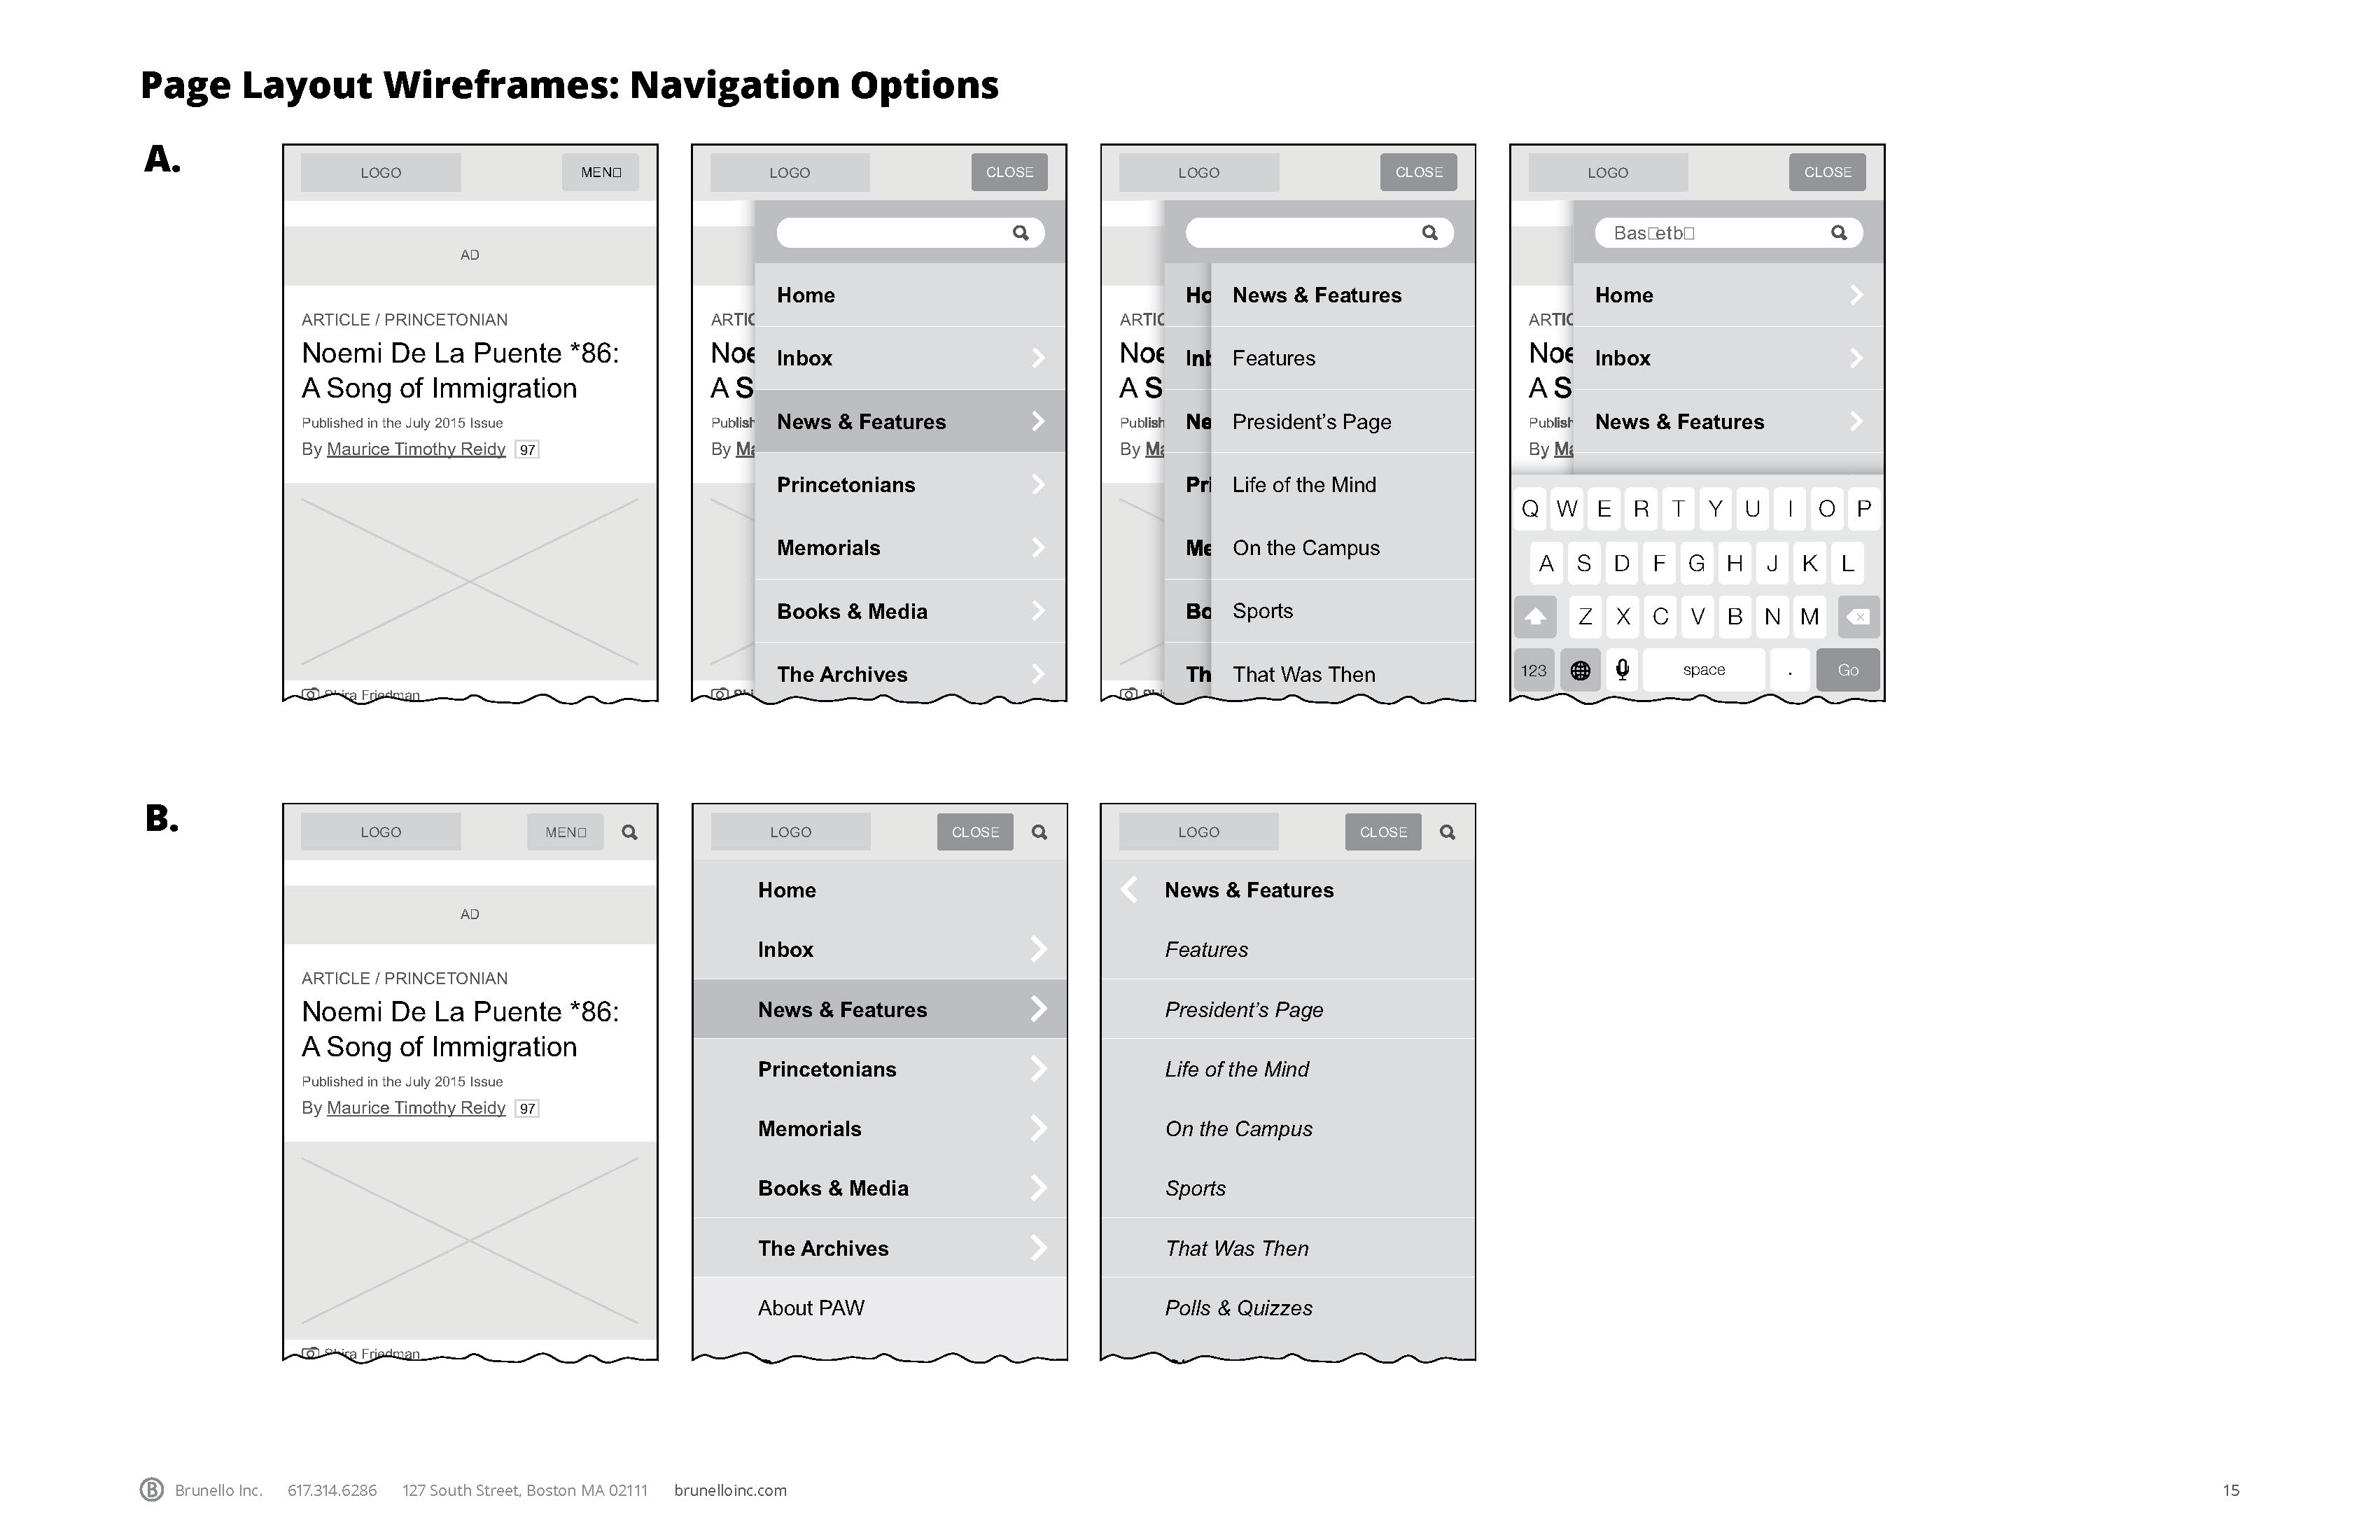 Page Layout Wireframes: Navigation Options
A.
LOGO
MEN□
AD
ARTICLE / PRINCETONIAN
Noemi De La Puente *86:
A Song of Immigration
Published in the July 2015 Issue
By Maurice Timothy Reidy 97
Shira Friedman
LOGO
CLOSE
ARTIC
Noe
A S
Publish
By Ma
Home
Inbox
News & Features
Princetonians
Memorials
Books & Media
The Archives
LOGO
CLOSE
ARTIC
Noe
A S
Publish
By Ma
Ho
Inb
Ne
Pri
Me
Bo
Th
News & Features
Features
President's Page
Life of the Mind
On the Campus
Sports
That Was Then
LOGO
CLOSE
Bas□etb□
ARTIC
Noe
A S
Publish
By Ma
Home
Inbox
News & Features
Q W E R T Y U I O P
A S D F G H J K L
Z X C V B N M
123 space . Go
B.
LOGO
MEN□
AD
ARTICLE / PRINCETONIAN
Noemi De La Puente *86:
A Song of Immigration
Published in the July 2015 Issue
By Maurice Timothy Reidy 97
Shira Friedman
LOGO
CLOSE
Home
Inbox
News & Features
Princetonians
Memorials
Books & Media
The Archives
About PAW
LOGO
CLOSE
News & Features
Features
President's Page
Life of the Mind
On the Campus
Sports
That Was Then
Polls & Quizzes
B Brunello Inc. 617.314.6286 127 South Street, Boston MA 02111 brunelloinc.com
15